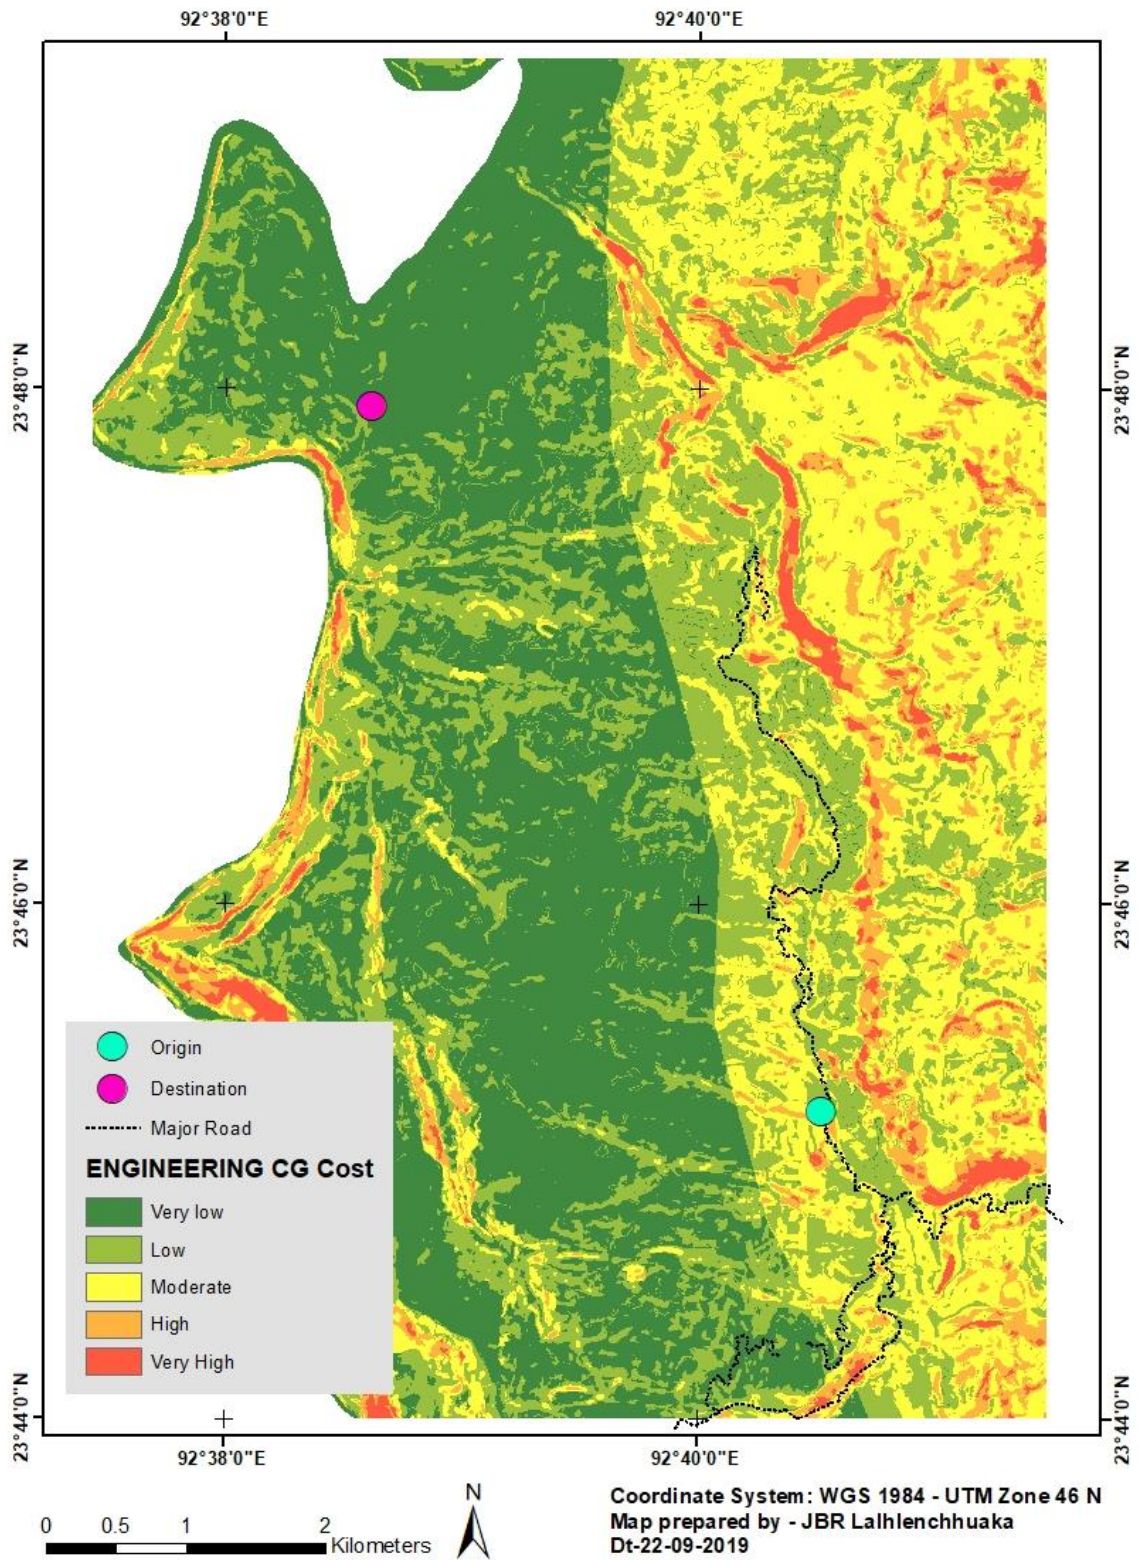 92°38'0"E 92°40'0"E
23°48'0"N 23°48'0"N
23°46'0"N 23°46'0"N
Origin
Destination
Major Road
ENGINEERING CG Cost
Very low
Low
Moderate
High
Very High
23°44'0"N 23°44'0"N
92°38'0"E 92°40'0"E
N
0 0.5 1 2 Kilometers
Coordinate System: WGS 1984 - UTM Zone 46 N
Map prepared by - JBR Lalhlenchhuaka
Dt-22-09-2019